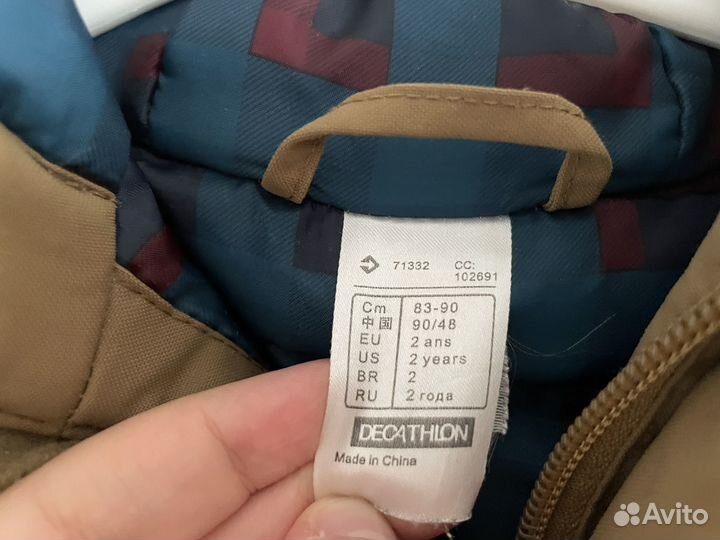 71332 CC:
102691
Cm 83-90
中国 90/48
EU 2 ans
US 2 years
BR 2
RU 2 года
DECATHLON
Made in China
Avito